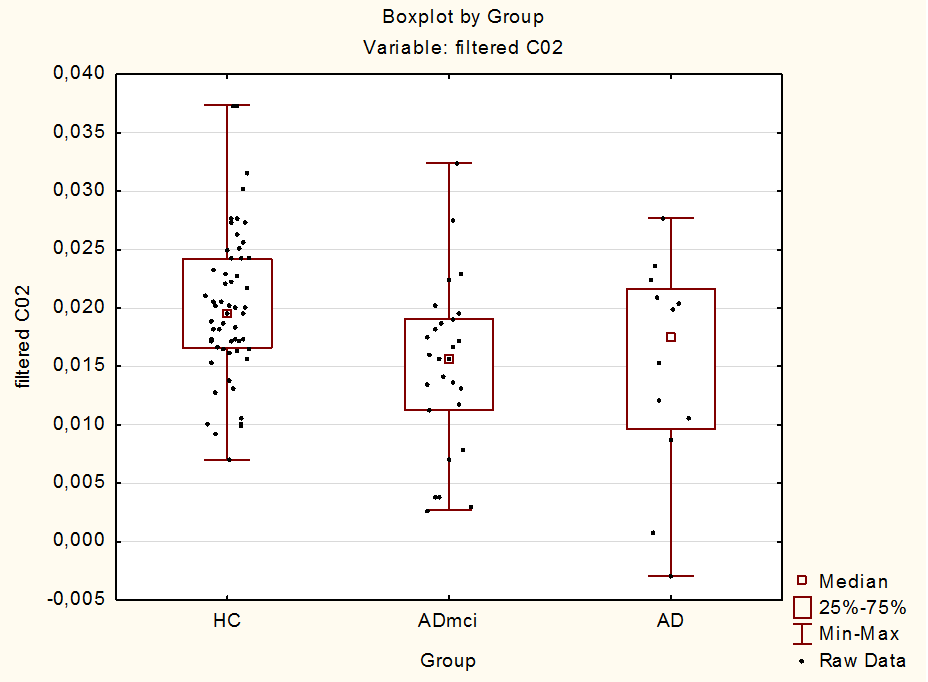 Boxplot by Group
Variable: filtered C02
0,040
0,035
0,030
0,025
0,020
0,015
0,010
0,005
0,000
-0,005
filtered C02
HC ADmci AD
Group
Median
25%-75%
Min-Max
Raw Data